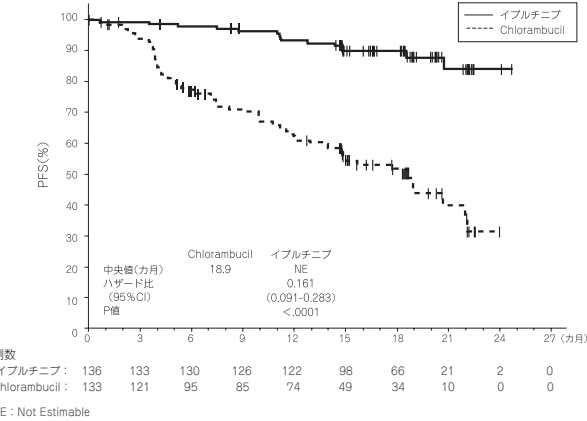 イブルチニブ
Chlorambucil
PFS(%)
100
90
80
70
60
50
40
30
20
10
0
Chlorambucil イブルチニブ
中央値(カ月) 18.9 NE
ハザード比 0.161
(95%CI) (0.091-0.283)
P値 <.0001
0 3 6 9 12 15 18 21 24 27 (カ月)
例数
イブルチニブ： 136 133 130 126 122 98 66 21 2 0
hlorambucil： 133 121 95 85 74 49 34 10 0 0
E：Not Estimable